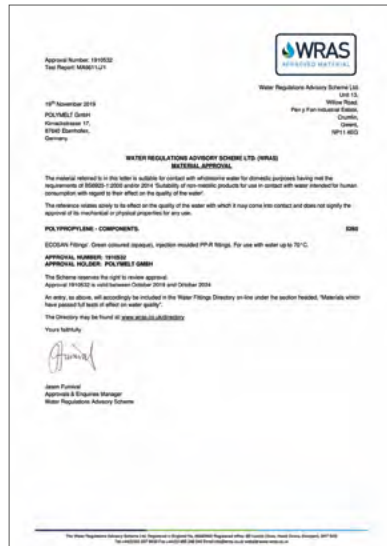 Approval Number: 1910532
Test Report: MA9011J/1
WRAS
APPROVED MATERIAL
Water Regulations Advisory Scheme Ltd.
Unit 13,
Willow Road,
Pen y Fan Industrial Estate,
Crumlin,
Gwent,
NP11 4EG
19th November 2019
POLYMELT GmbH
17,
Germany
WATER REGULATIONS ADVISORY SCHEME LTD. (WRAS)
MATERIAL APPROVAL
The material referred to in this letter is suitable for contact with wholesome water for domestic purposes having met the
requirements of BS6920-1:2000 and/or 2014 'Suitability of non-metallic products for use in contact with water intended for human
consumption with regard to their effect on the quality of the water'.
The reference relates solely to its effect on the quality of the water with which it may come into contact and does not signify the
approval of its mechanical or physical properties for any use.
POLYPROPYLENE - COMPONENTS.
'ECOSAN Fittings'. Green coloured (opaque), injection moulded PP-R fittings. For use with water up to 70°C.
APPROVAL NUMBER: 1910532
APPROVAL HOLDER: POLYMELT GMBH
The Scheme reserves the right to review approval.
Approval 1910532 is valid between October 2019 and October 2024
An entry, as above, will accordingly be included in the Water Fittings Directory on-line under the section headed, "Materials which
have passed full tests of effect on water quality".
The Directory may be found at: www.wras.co.uk/directory
Yours faithfully
Jason Furnival
Approvals & Enquiries Manager
Water Regulations Advisory Scheme